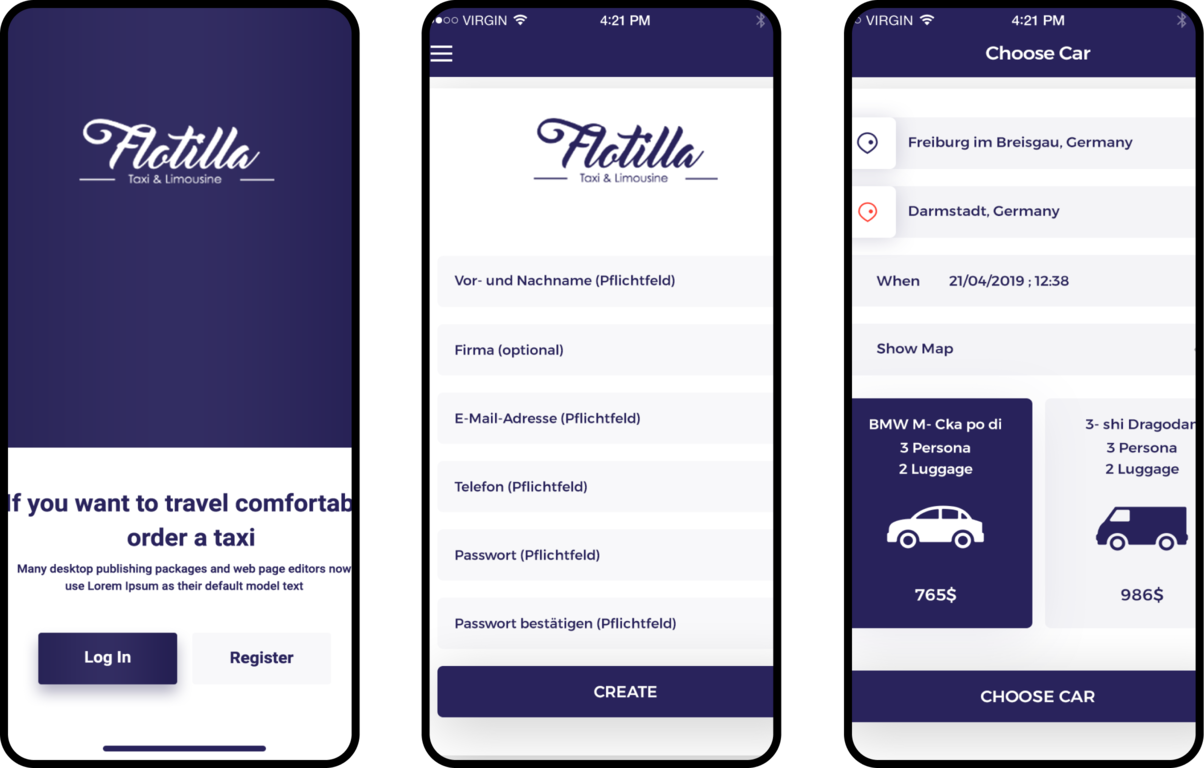 Flotilla
Taxi & Limousine
If you want to travel comfortab
order a taxi
Many desktop publishing packages and web page editors now
use Lorem Ipsum as their default model text
Log In
Register
VIRGIN
4:21 PM
Flotilla
Taxi & Limousine
Vor- und Nachname (Pflichtfeld)
Firma (optional)
E-Mail-Adresse (Pflichtfeld)
Telefon (Pflichtfeld)
Passwort (Pflichtfeld)
Passwort bestätigen (Pflichtfeld)
CREATE
VIRGIN
4:21 PM
Choose Car
Freiburg im Breisgau, Germany
Darmstadt, Germany
When 21/04/2019 ; 12:38
Show Map
BMW M- Cka po di
3 Persona
2 Luggage
765$
3- shi Dragodan
3 Persona
2 Luggage
986$
CHOOSE CAR